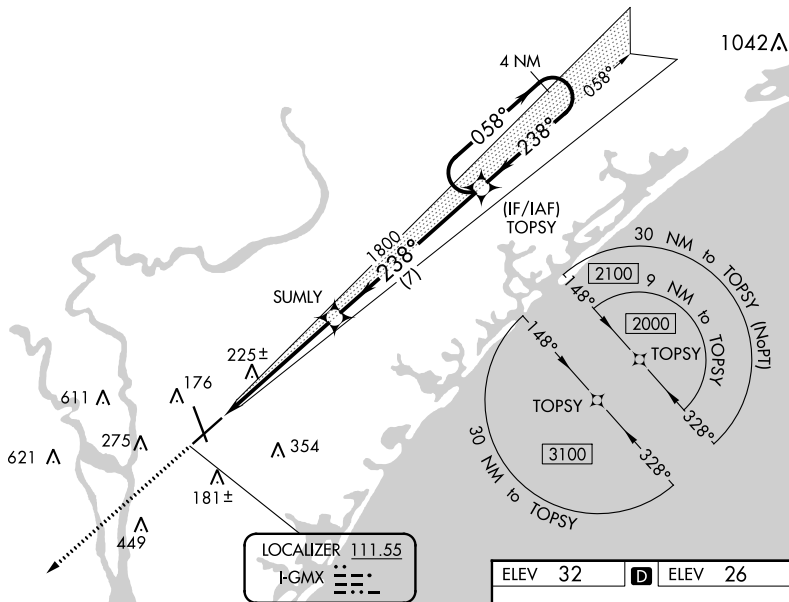 1042
4 NM
058°
058°
238°
(IF/IAF)
TOPSY
1800
238°
(7)
SUMLY
30 NM to TOPSY (NoPT)
2100
148°
9 NM to TOPSY
2000
TOPSY
328°
148°
TOPSY
3100
328°
30 NM to TOPSY
225±
176
611
275
621
354
181±
449
LOCALIZER 111.55
I-GMX
ELEV 32
D ELEV 26